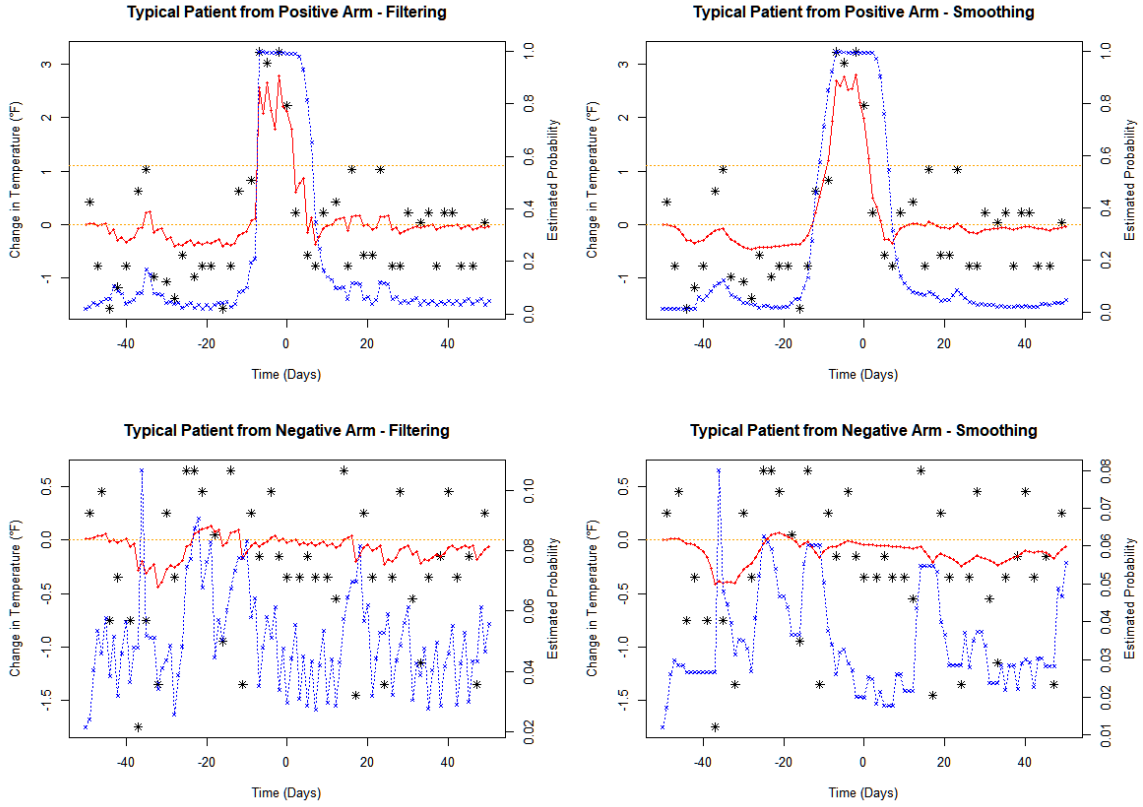 Typical Patient from Positive Arm - Filtering
Change in Temperature (°F)
3
2
1
0
-1
1.0
0.8
0.6
0.4
0.2
0.0
Estimated Probability
-40 -20 0 20 40
Time (Days)
Typical Patient from Positive Arm - Smoothing
Change in Temperature (°F)
3
2
1
0
-1
1.0
0.8
0.6
0.4
0.2
0.0
Estimated Probability
-40 -20 0 20 40
Time (Days)
Typical Patient from Negative Arm - Filtering
Change in Temperature (°F)
0.5
0.0
-0.5
-1.0
-1.5
0.10
0.08
0.06
0.04
0.02
Estimated Probability
-40 -20 0 20 40
Time (Days)
Typical Patient from Negative Arm - Smoothing
Change in Temperature (°F)
0.5
0.0
-0.5
-1.0
-1.5
0.08
0.07
0.06
0.05
0.04
0.03
0.02
0.01
Estimated Probability
-40 -20 0 20 40
Time (Days)